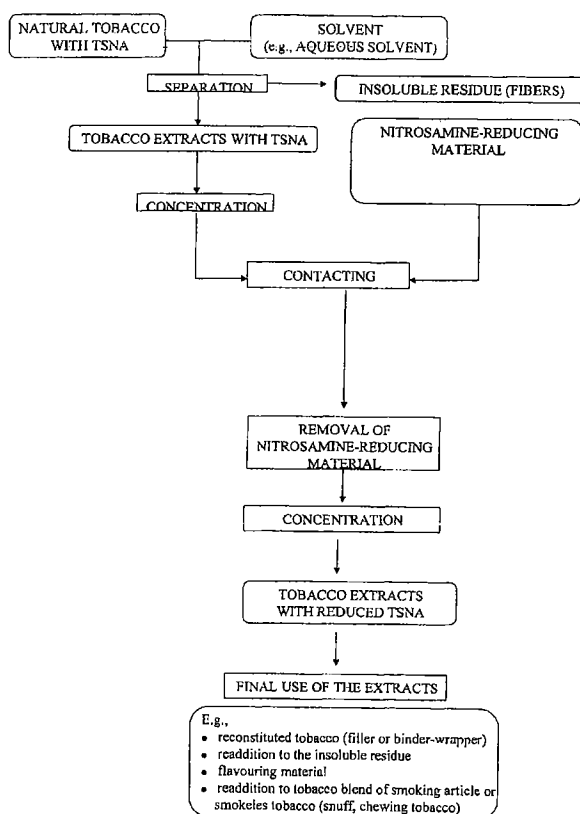 NATURAL TOBACCO
WITH TSNA
SOLVENT
(e.g., AQUEOUS SOLVENT)
SEPARATION
INSOLUBLE RESIDUE (FIBERS)
TOBACCO EXTRACTS WITH TSNA
NITROSAMINE-REDUCING
MATERIAL
CONCENTRATION
CONTACTING
REMOVAL OF
NITROSAMINE-REDUCING
MATERIAL
CONCENTRATION
TOBACCO EXTRACTS
WITH REDUCED TSNA
FINAL USE OF THE EXTRACTS
E.g.,
• reconstituted tobacco (filler or binder-wrapper)
• readdition to the insoluble residue
• flavouring material
• readdition to tobacco blend of smoking article or
smokeles tobacco (snuff, chewing tobacco)